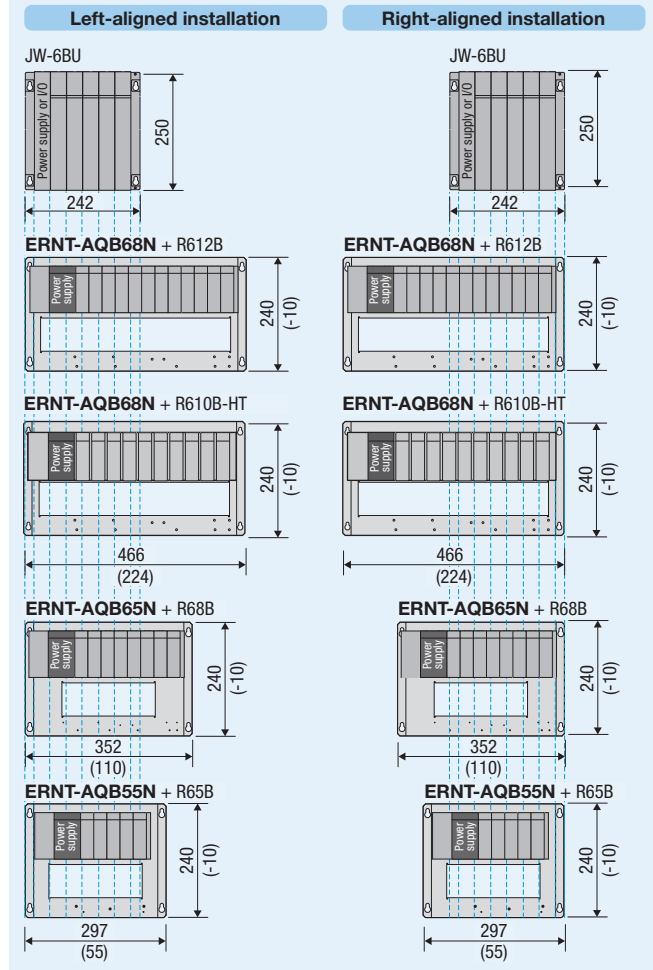 Left-aligned installation
JW-6BU
Power supply or I/O
250
242
ERNT-AQB68N + R612B
Power
supply
240
(-10)
ERNT-AQB68N + R610B-HT
Power
supply
240
(-10)
466
(224)
ERNT-AQB65N + R68B
Power
supply
240
(-10)
352
(110)
ERNT-AQB55N + R65B
Power
supply
240
(-10)
297
(55)
Right-aligned installation
JW-6BU
Power supply or I/O
250
242
ERNT-AQB68N + R612B
Power
supply
240
(-10)
ERNT-AQB68N + R610B-HT
Power
supply
240
(-10)
466
(224)
ERNT-AQB65N + R68B
Power
supply
240
(-10)
352
(110)
ERNT-AQB55N + R65B
Power
supply
240
(-10)
297
(55)